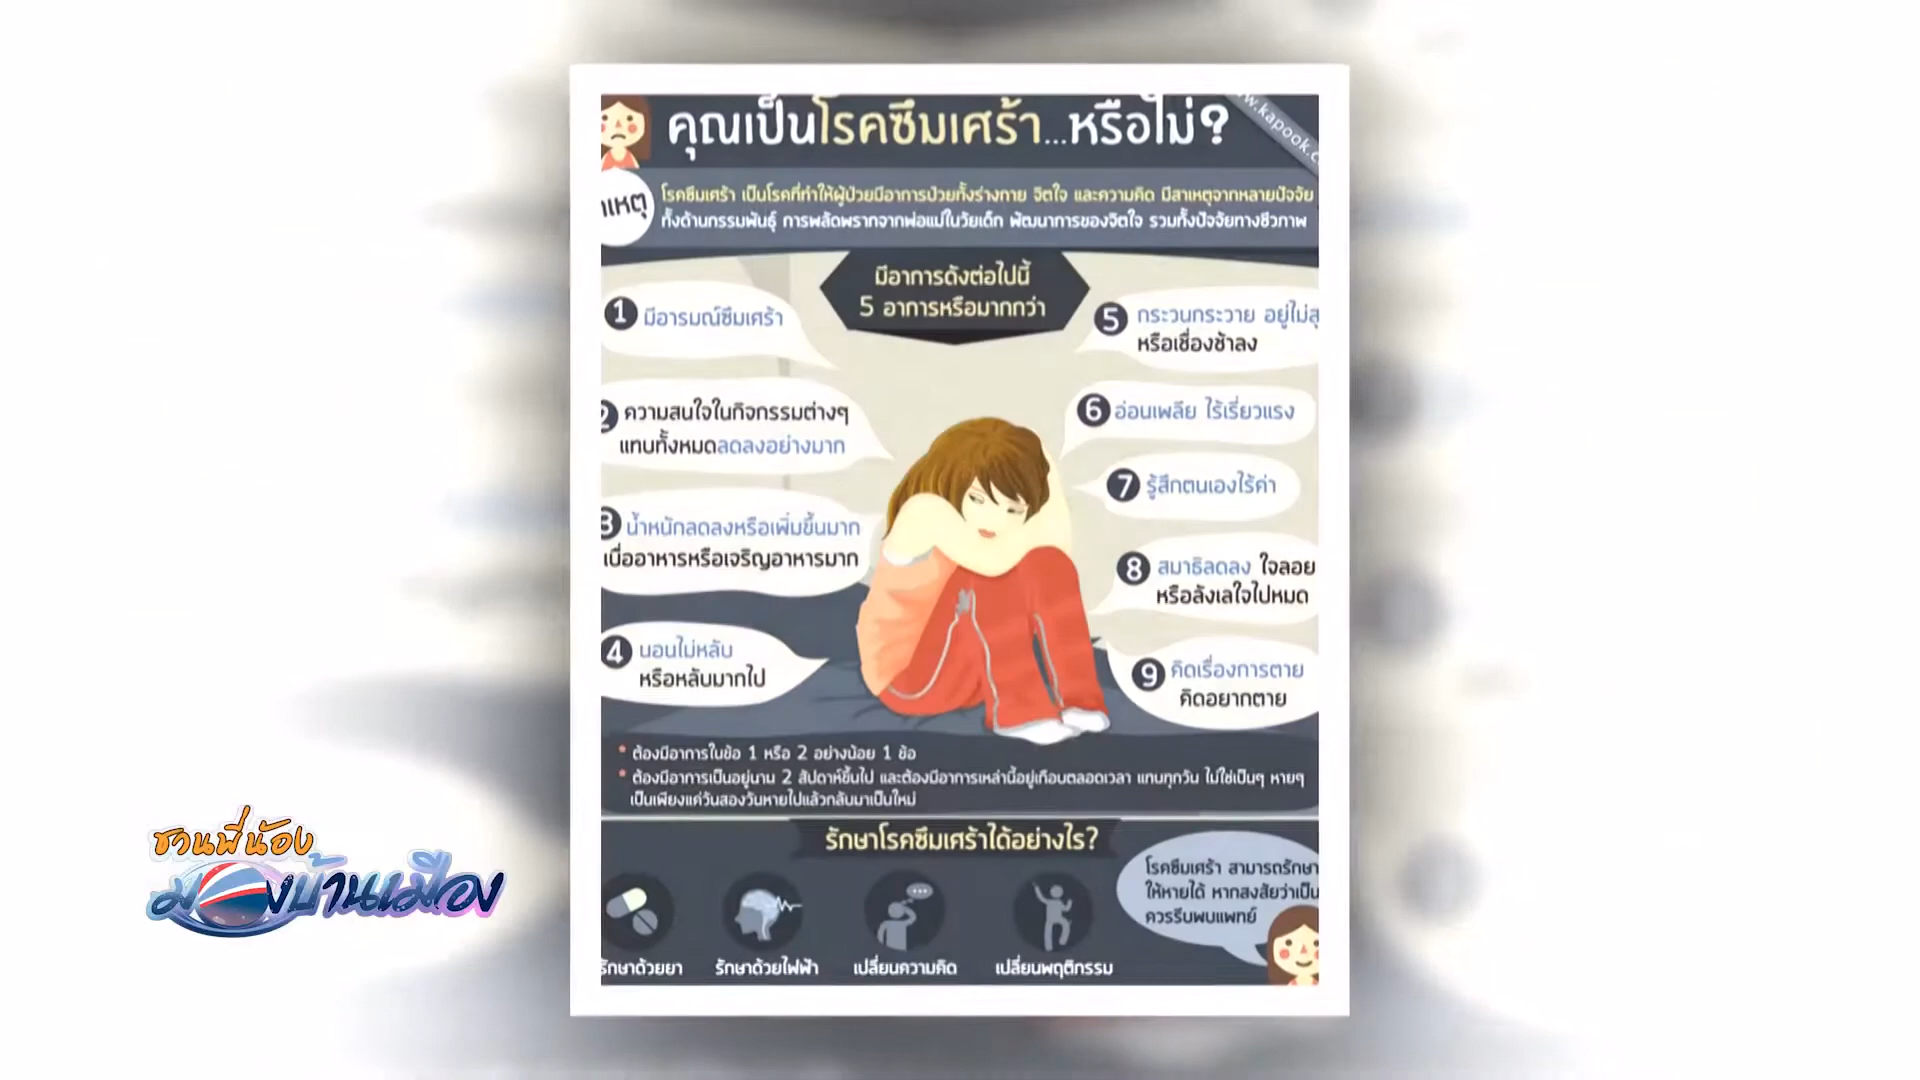 คุณเป็นโรคซึมเศร้า...หรือไม่?
www.kapook.c
าเหตุ
โรคซึมเศร้า เป็นโรคที่ทำให้ผู้ป่วยมีอาการป่วยทั้งร่างกาย จิตใจ และความคิด มีสาเหตุจากหลายปัจจัย
ทั้งด้านกรรมพันธุ์ การพลัดพรากจากพ่อแม่ในวัยเด็ก พัฒนาการของจิตใจ รวมทั้งปัจจัยทางชีวภาพ
มีอาการดังต่อไปนี้
5 อาการหรือมากกว่า
1 มีอารมณ์ซึมเศร้า
2 ความสนใจในกิจกรรมต่างๆ
แทบทั้งหมดลดลงอย่างมาก
3 น้ำหนักลดลงหรือเพิ่มขึ้นมาก
เบื่ออาหารหรือเจริญอาหารมาก
4 นอนไม่หลับ
หรือหลับมากไป
5 กระวนกระวาย อยู่ไม่สุ
หรือเชื่องช้าลง
6 อ่อนเพลีย ไร้เรี่ยวแรง
7 รู้สึกตนเองไร้ค่า
8 สมาธิลดลง ใจลอย
หรือลังเลใจไปหมด
9 คิดเรื่องการตาย
คิดอยากตาย
* ต้องมีอาการในข้อ 1 หรือ 2 อย่างน้อย 1 ข้อ
* ต้องมีอาการเป็นอยู่นาน 2 สัปดาห์ขึ้นไป และต้องมีอาการเหล่านี้อยู่เกือบตลอดเวลา แทบทุกวัน ไม่ใช่เป็นๆ หายๆ
เป็นเพียงแค่วันสองวันหายไปแล้วกลับมาเป็นใหม่
รักษาโรคซึมเศร้าได้อย่างไร?
รักษาด้วยยา
รักษาด้วยไฟฟ้า
เปลี่ยนความคิด
เปลี่ยนพฤติกรรม
โรคซึมเศร้า สามารถรักษา
ให้หายได้ หากสงสัยว่าเป็น
ควรรีบพบแพทย์
ชวนพี่น้อง
มองบ้านเมือง